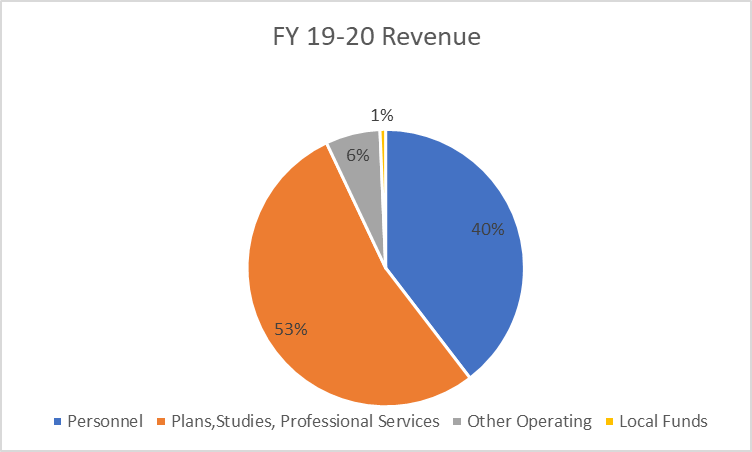 FY 19-20 Revenue
1%
6%
40%
53%
Personnel Plans,Studies, Professional Services Other Operating Local Funds